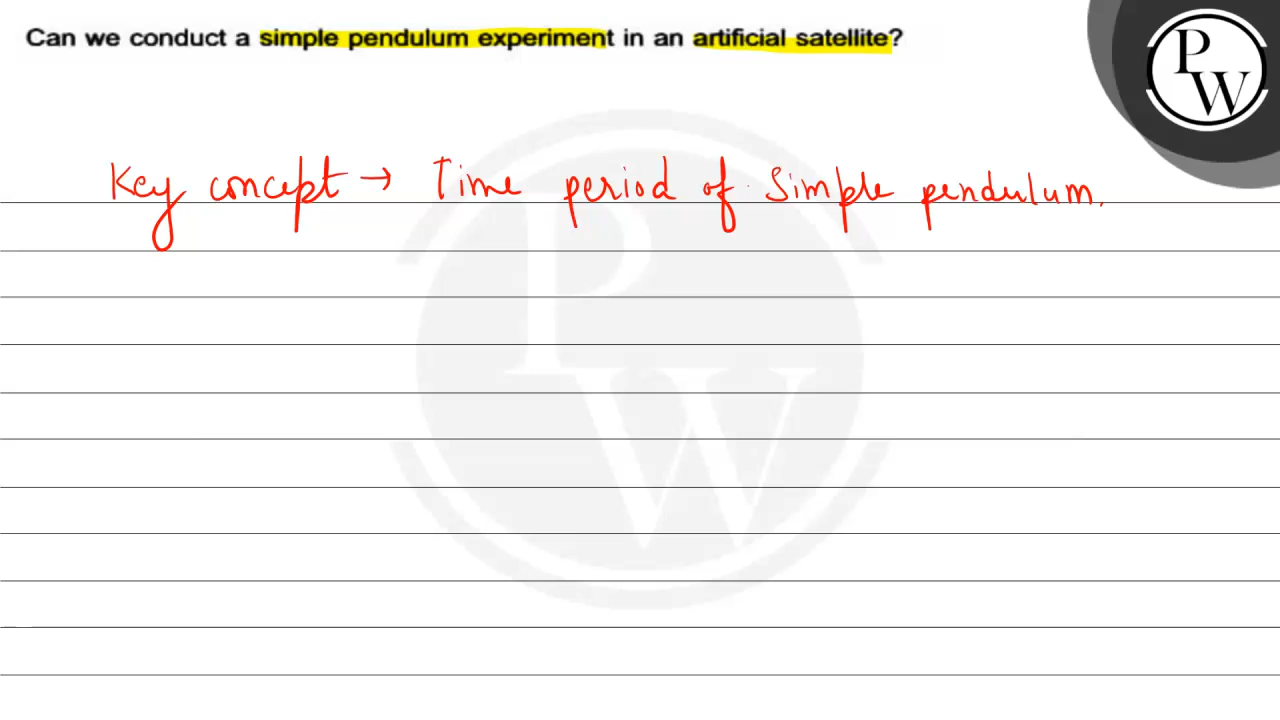 Can we conduct a simple pendulum experiment in an artificial satellite?
P
W
Key concept → Time period of Simple pendulum.
P
W